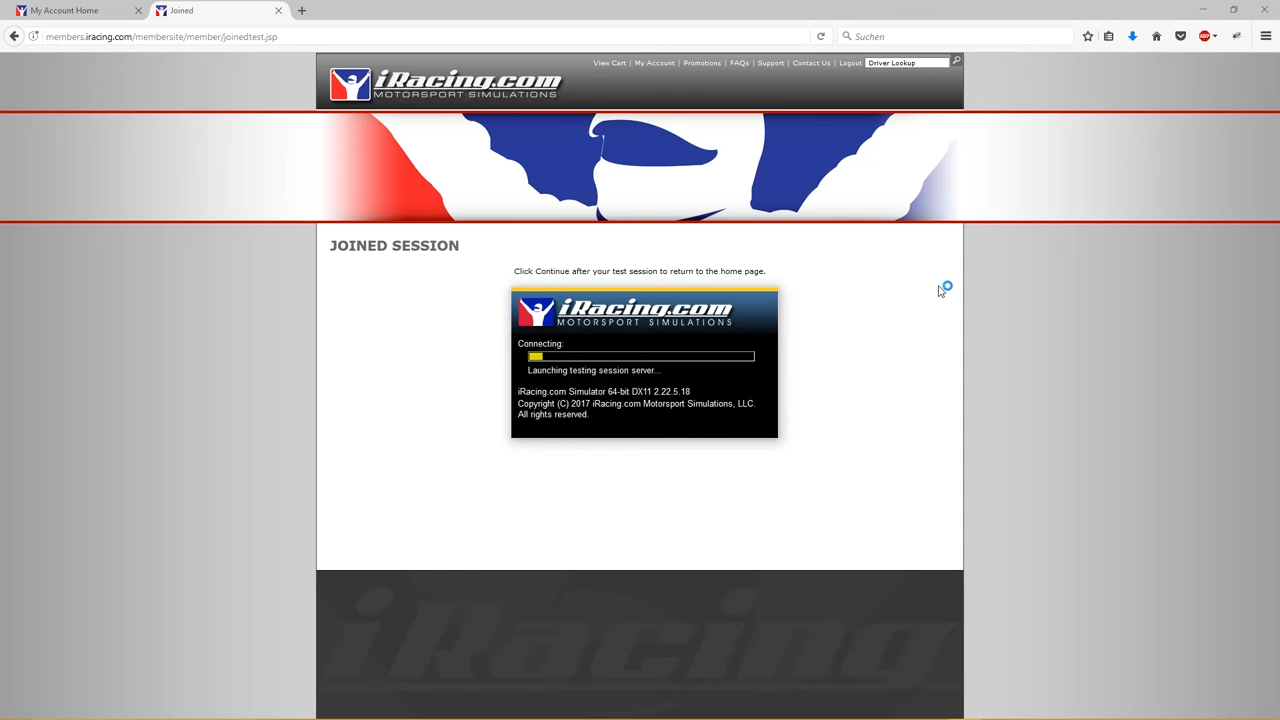 My Account Home
Joined
members.iracing.com/membersite/member/joinedtest.jsp
Suchen
ABP
View Cart | My Account | Promotions | FAQs | Support | Contact Us | Logout
Driver Lookup
iRacing.com
MOTORSPORT SIMULATIONS
JOINED SESSION
Click Continue after your test session to return to the home page.
iRacing.com
MOTORSPORT SIMULATIONS
Connecting:
Launching testing session server...
iRacing.com Simulator 64-bit DX11 2.22.5.18
Copyright (C) 2017 iRacing.com Motorsport Simulations, LLC.
All rights reserved.
iRacing